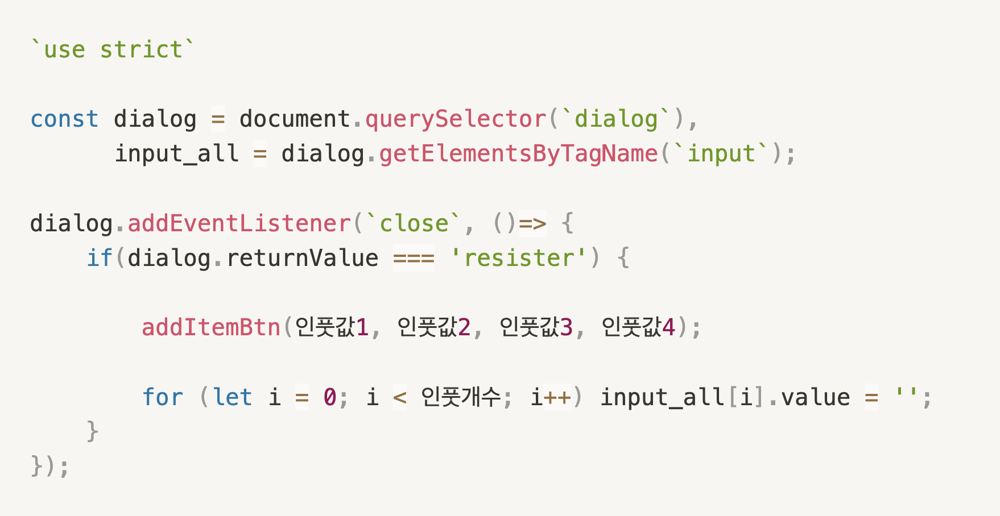 `use strict`
const dialog = document.querySelector(`dialog`),
input_all = dialog.getElementsByTagName(`input`);
dialog.addEventListener(`close`, ()=> {
if(dialog.returnValue === 'resister') {
addItemBtn(인풋값1, 인풋값2, 인풋값3, 인풋값4);
for (let i = 0; i < 인풋개수; i++) input_all[i].value = '';
}
});